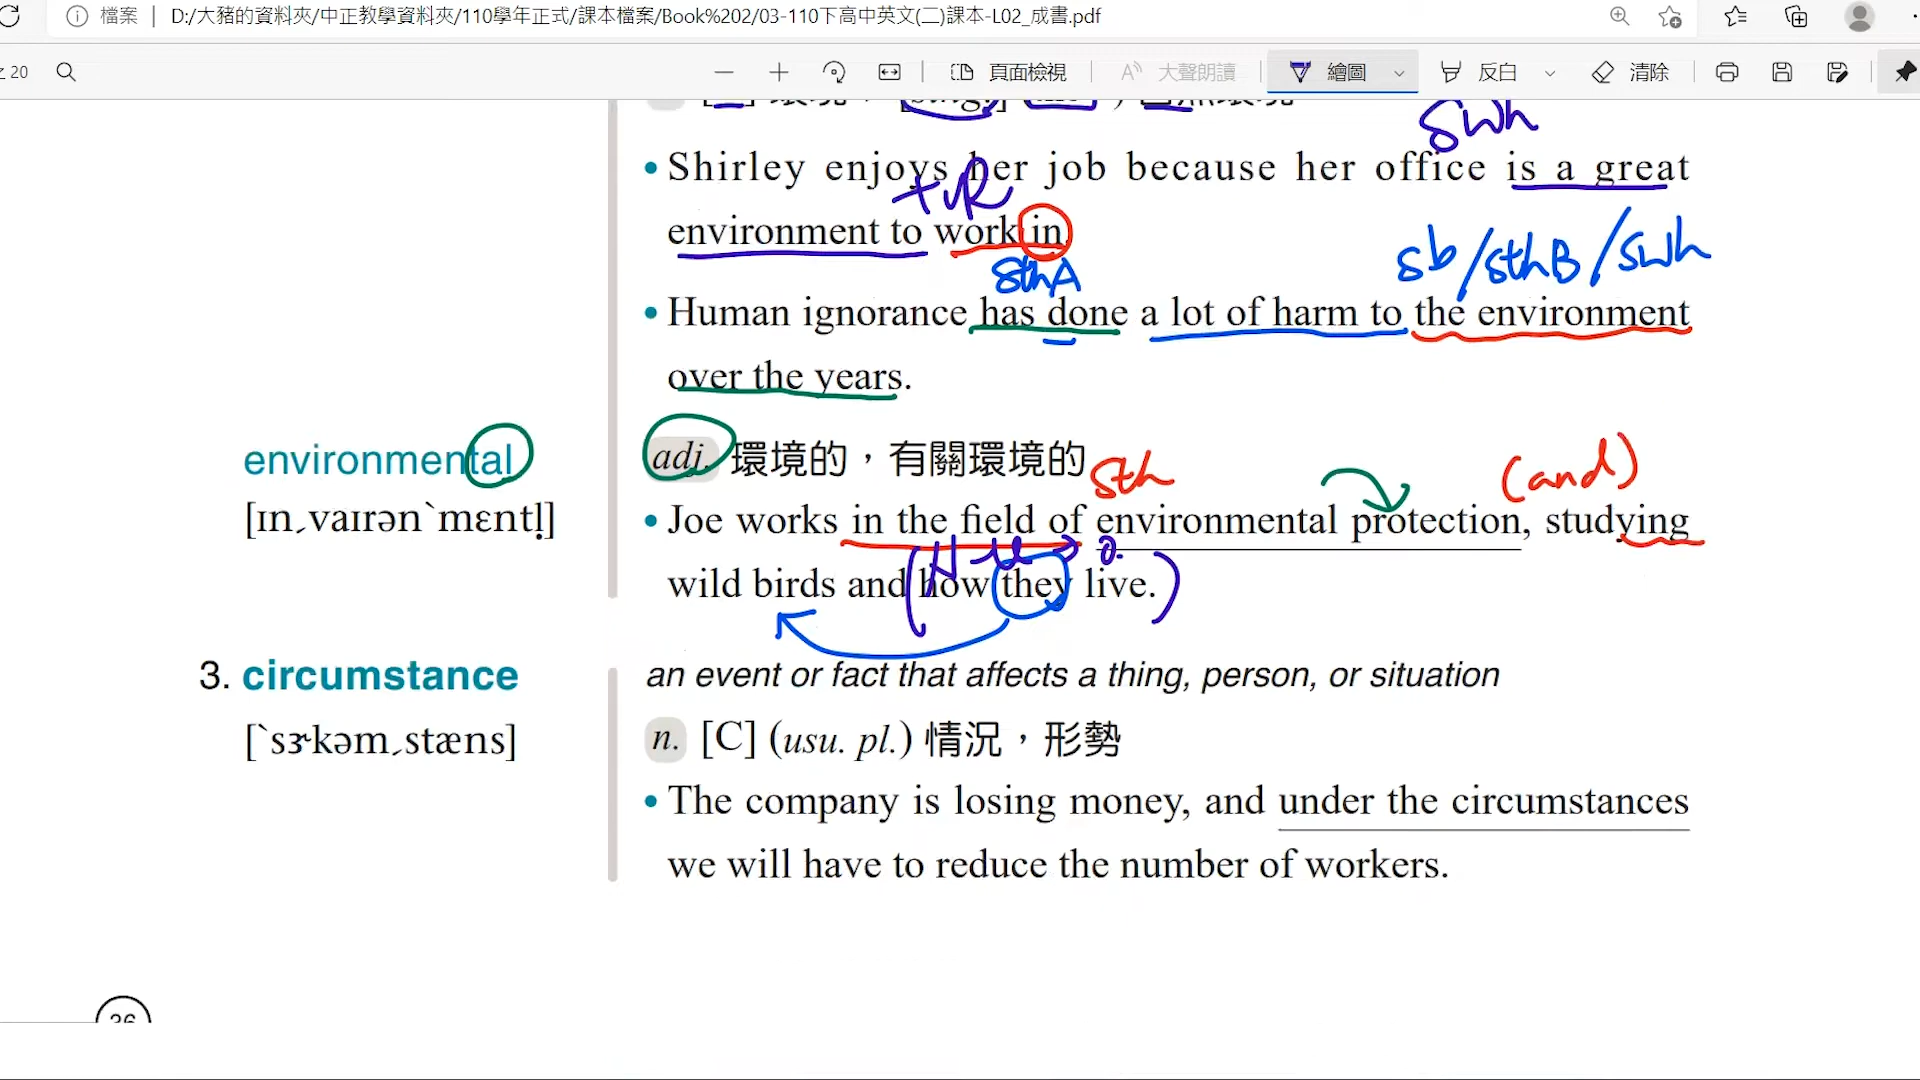 檔案 | D:/大豬的資料夾/中正教學資料夾/110學年正式/課本檔案/Book%202/03-110下高中英文(二)課本-L02_成書.pdf
20 頁面檢視 大聲朗讀 繪圖 反白 清除
swh
• Shirley enjoys her job because her office is a great
+VR
environment to work in.
sthA sb/sthB/swh
• Human ignorance has done a lot of harm to the environment
over the years.
environmental adj. 環境的，有關環境的
sth (and)
[ɪn͵vaɪrən`mɛntl̩] • Joe works in the field of environmental protection, studying
wild birds and how they live.
3. circumstance an event or fact that affects a thing, person, or situation
[`sɝkəm͵stæns] n. [C] (usu. pl.) 情況，形勢
• The company is losing money, and under the circumstances
we will have to reduce the number of workers.
36